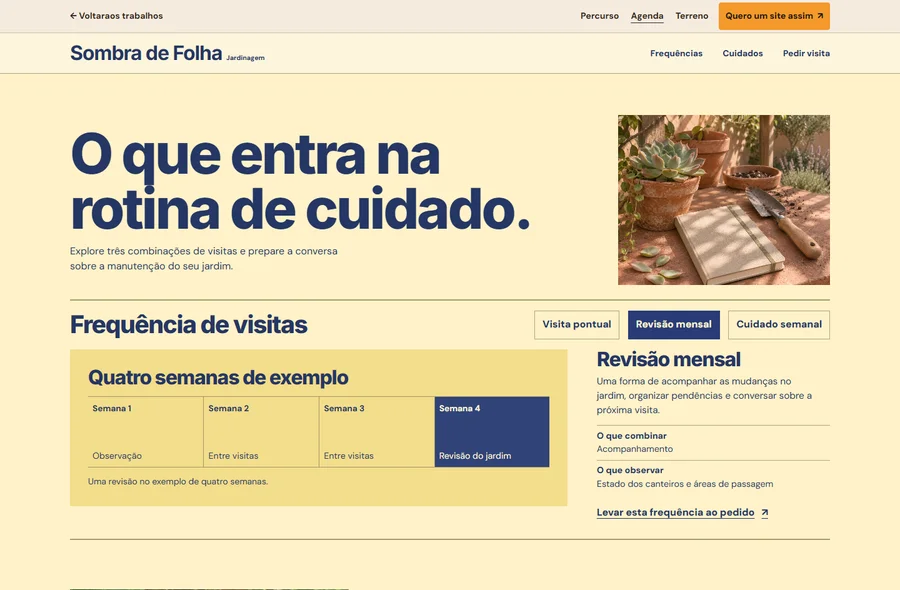 ← Voltaraos trabalhos
Percurso Agenda Terreno Quero um site assim ↗
Sombra de Folha Jardinagem
Frequências Cuidados Pedir visita
O que entra na
rotina de cuidado.
Explore três combinações de visitas e prepare a conversa
sobre a manutenção do seu jardim.
Frequência de visitas
Visita pontual Revisão mensal Cuidado semanal
Quatro semanas de exemplo
Semana 1 Semana 2 Semana 3 Semana 4
Observação Entre visitas Entre visitas Revisão do jardim
Uma revisão no exemplo de quatro semanas.
Revisão mensal
Uma forma de acompanhar as mudanças no
jardim, organizar pendências e conversar sobre a
próxima visita.
O que combinar
Acompanhamento
O que observar
Estado dos canteiros e áreas de passagem
Levar esta frequência ao pedido ↗